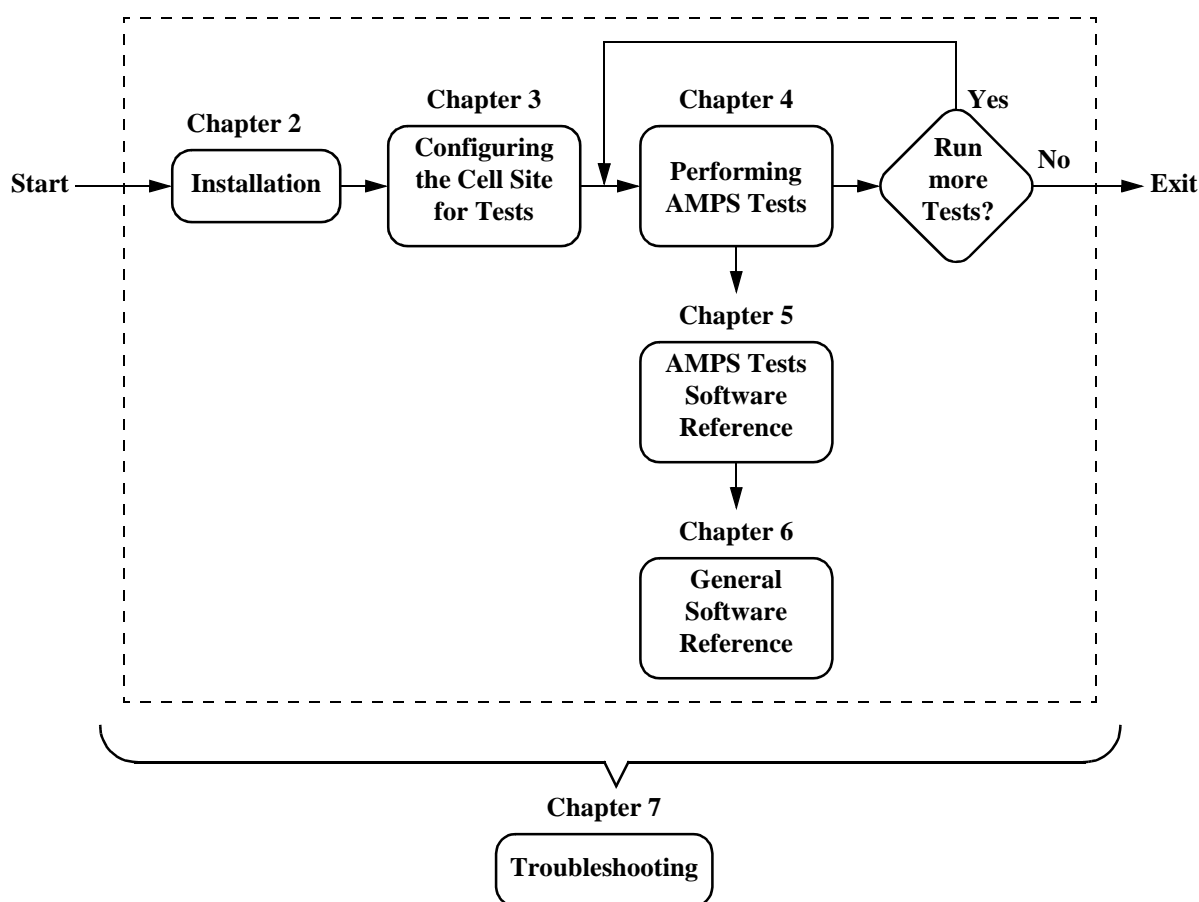 Start
Chapter 2
Installation
Chapter 3
Configuring
the Cell Site
for Tests
Chapter 4
Performing
AMPS Tests
Run
more
Tests?
Yes
No
Exit
Chapter 5
AMPS Tests
Software
Reference
Chapter 6
General
Software
Reference
Chapter 7
Troubleshooting